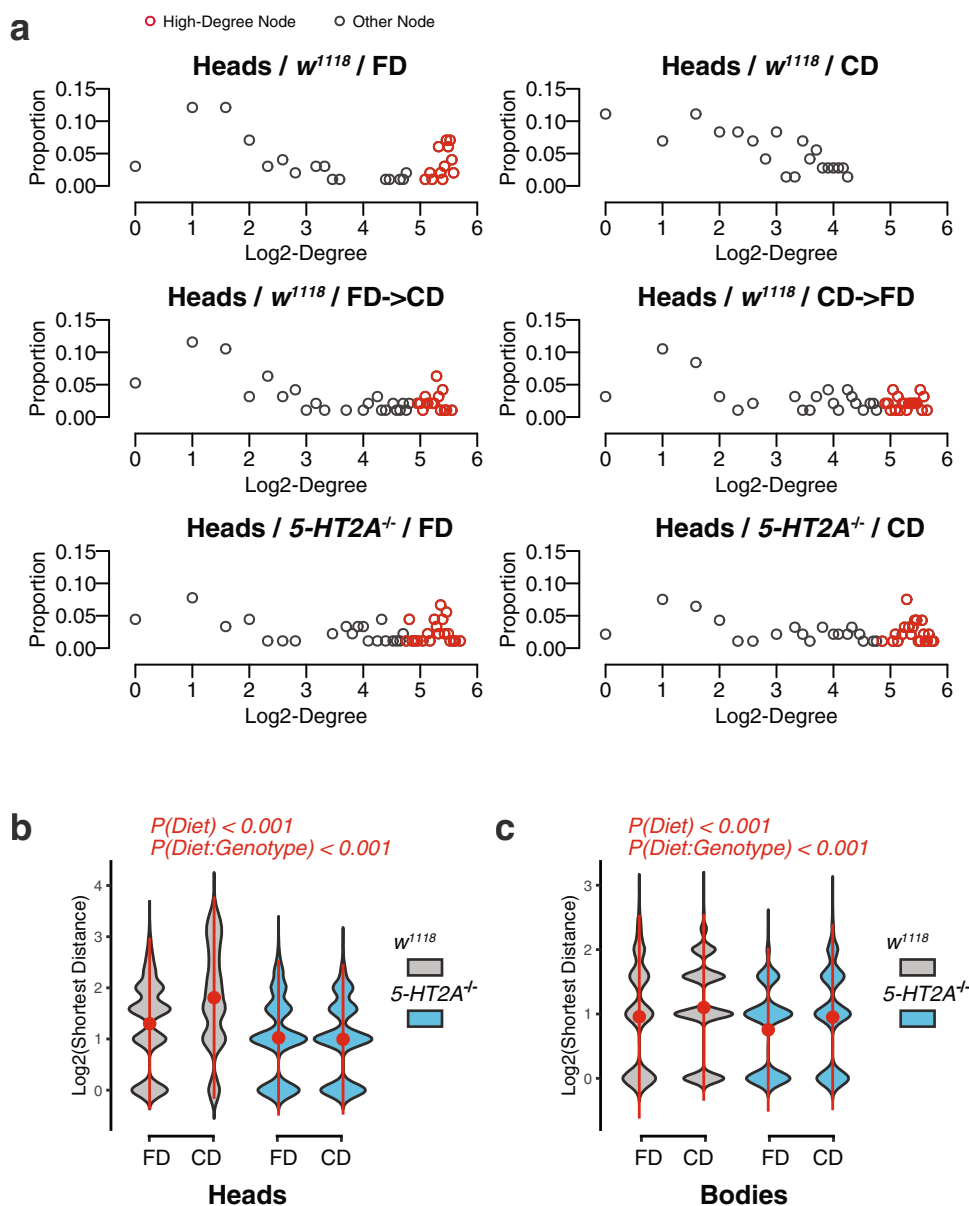 a
High-Degree Node Other Node
Heads / w1118 / FD Heads / w1118 / CD
Proportion
0.15
0.10
0.05
0.00
0 1 2 3 4 5 6
Log2-Degree
Proportion
0.15
0.10
0.05
0.00
0 1 2 3 4 5 6
Log2-Degree
Heads / w1118 / FD->CD Heads / w1118 / CD->FD
Proportion
0.15
0.10
0.05
0.00
0 1 2 3 4 5 6
Log2-Degree
Proportion
0.15
0.10
0.05
0.00
0 1 2 3 4 5 6
Log2-Degree
Heads / 5-HT2A-/- / FD Heads / 5-HT2A-/- / CD
Proportion
0.15
0.10
0.05
0.00
0 1 2 3 4 5 6
Log2-Degree
Proportion
0.15
0.10
0.05
0.00
0 1 2 3 4 5 6
Log2-Degree
b
P(Diet) < 0.001
P(Diet:Genotype) < 0.001
Log2(Shortest Distance)
4
3
2
1
0
w1118
5-HT2A-/-
FD CD FD CD
Heads
c
P(Diet) < 0.001
P(Diet:Genotype) < 0.001
Log2(Shortest Distance)
3
2
1
0
w1118
5-HT2A-/-
FD CD FD CD
Bodies